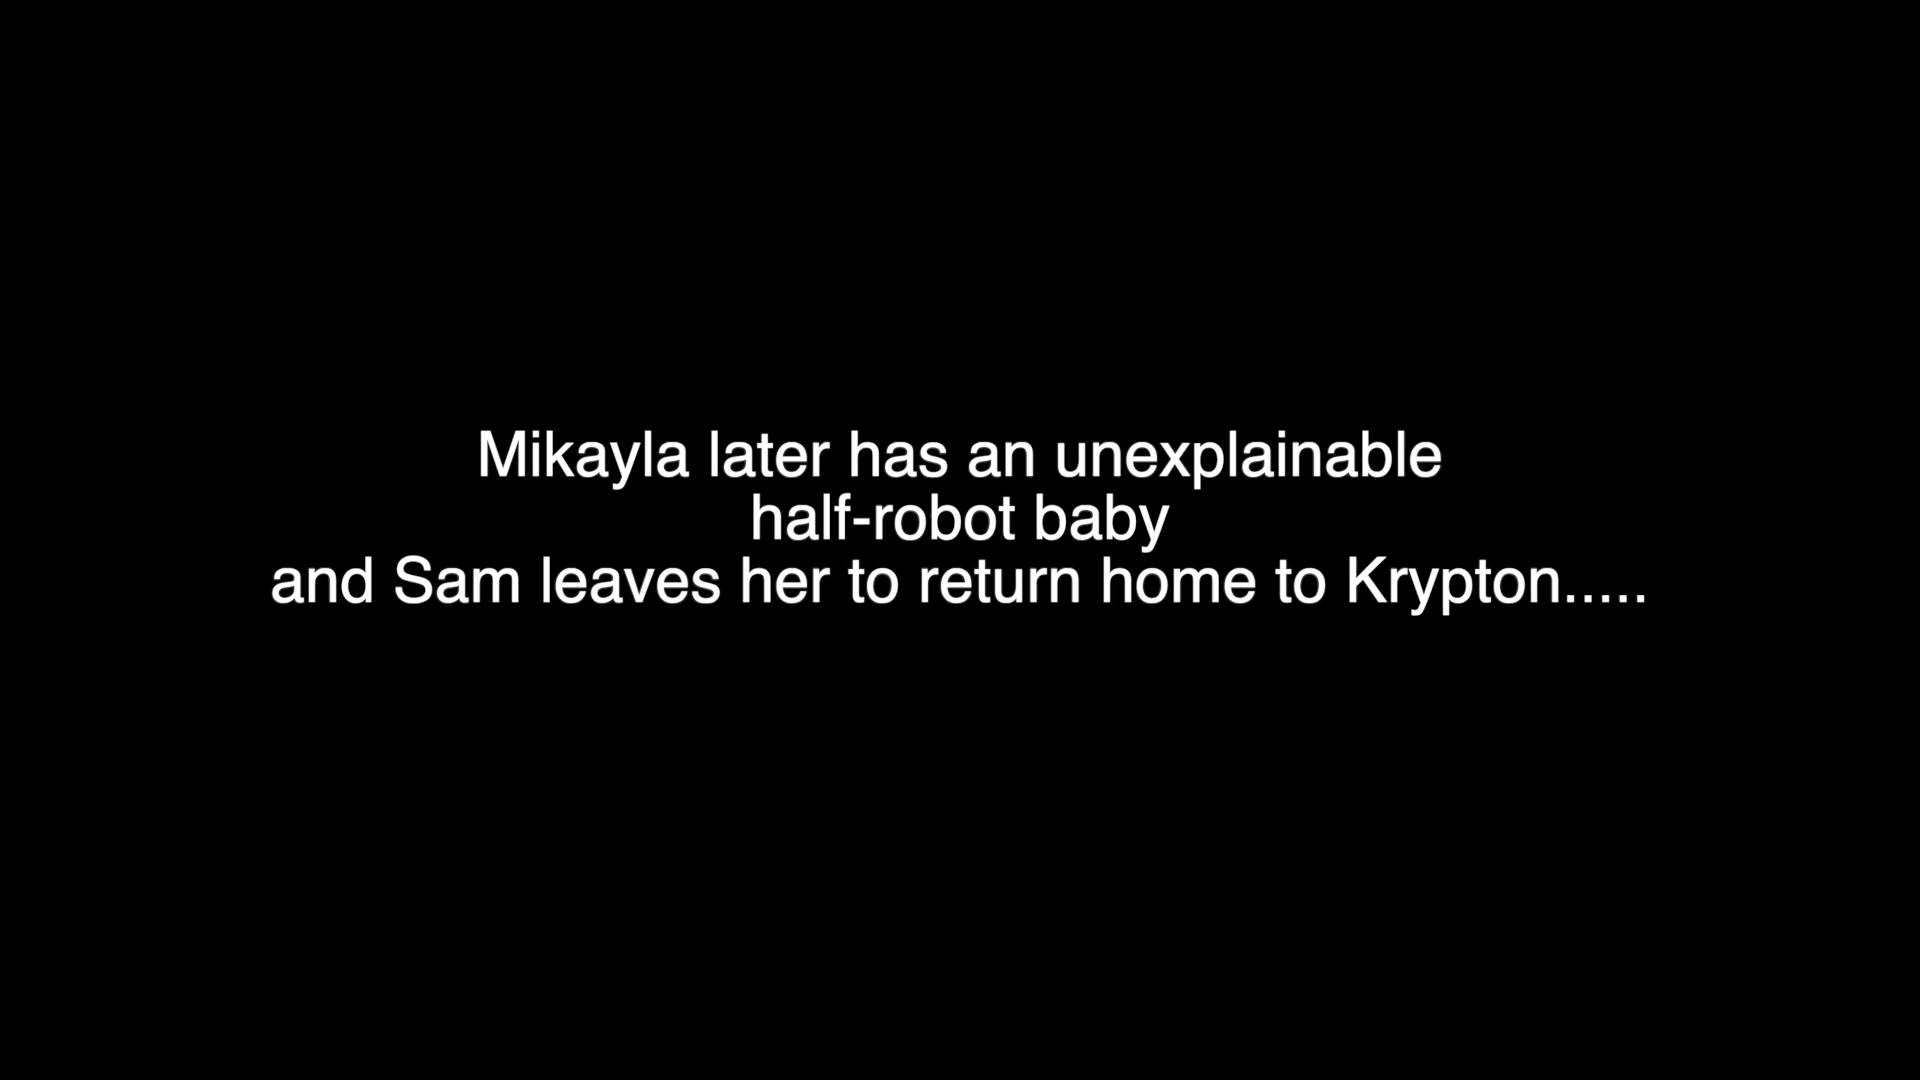 Mikayla later has an unexplainable
half-robot baby
and Sam leaves her to return home to Krypton.....